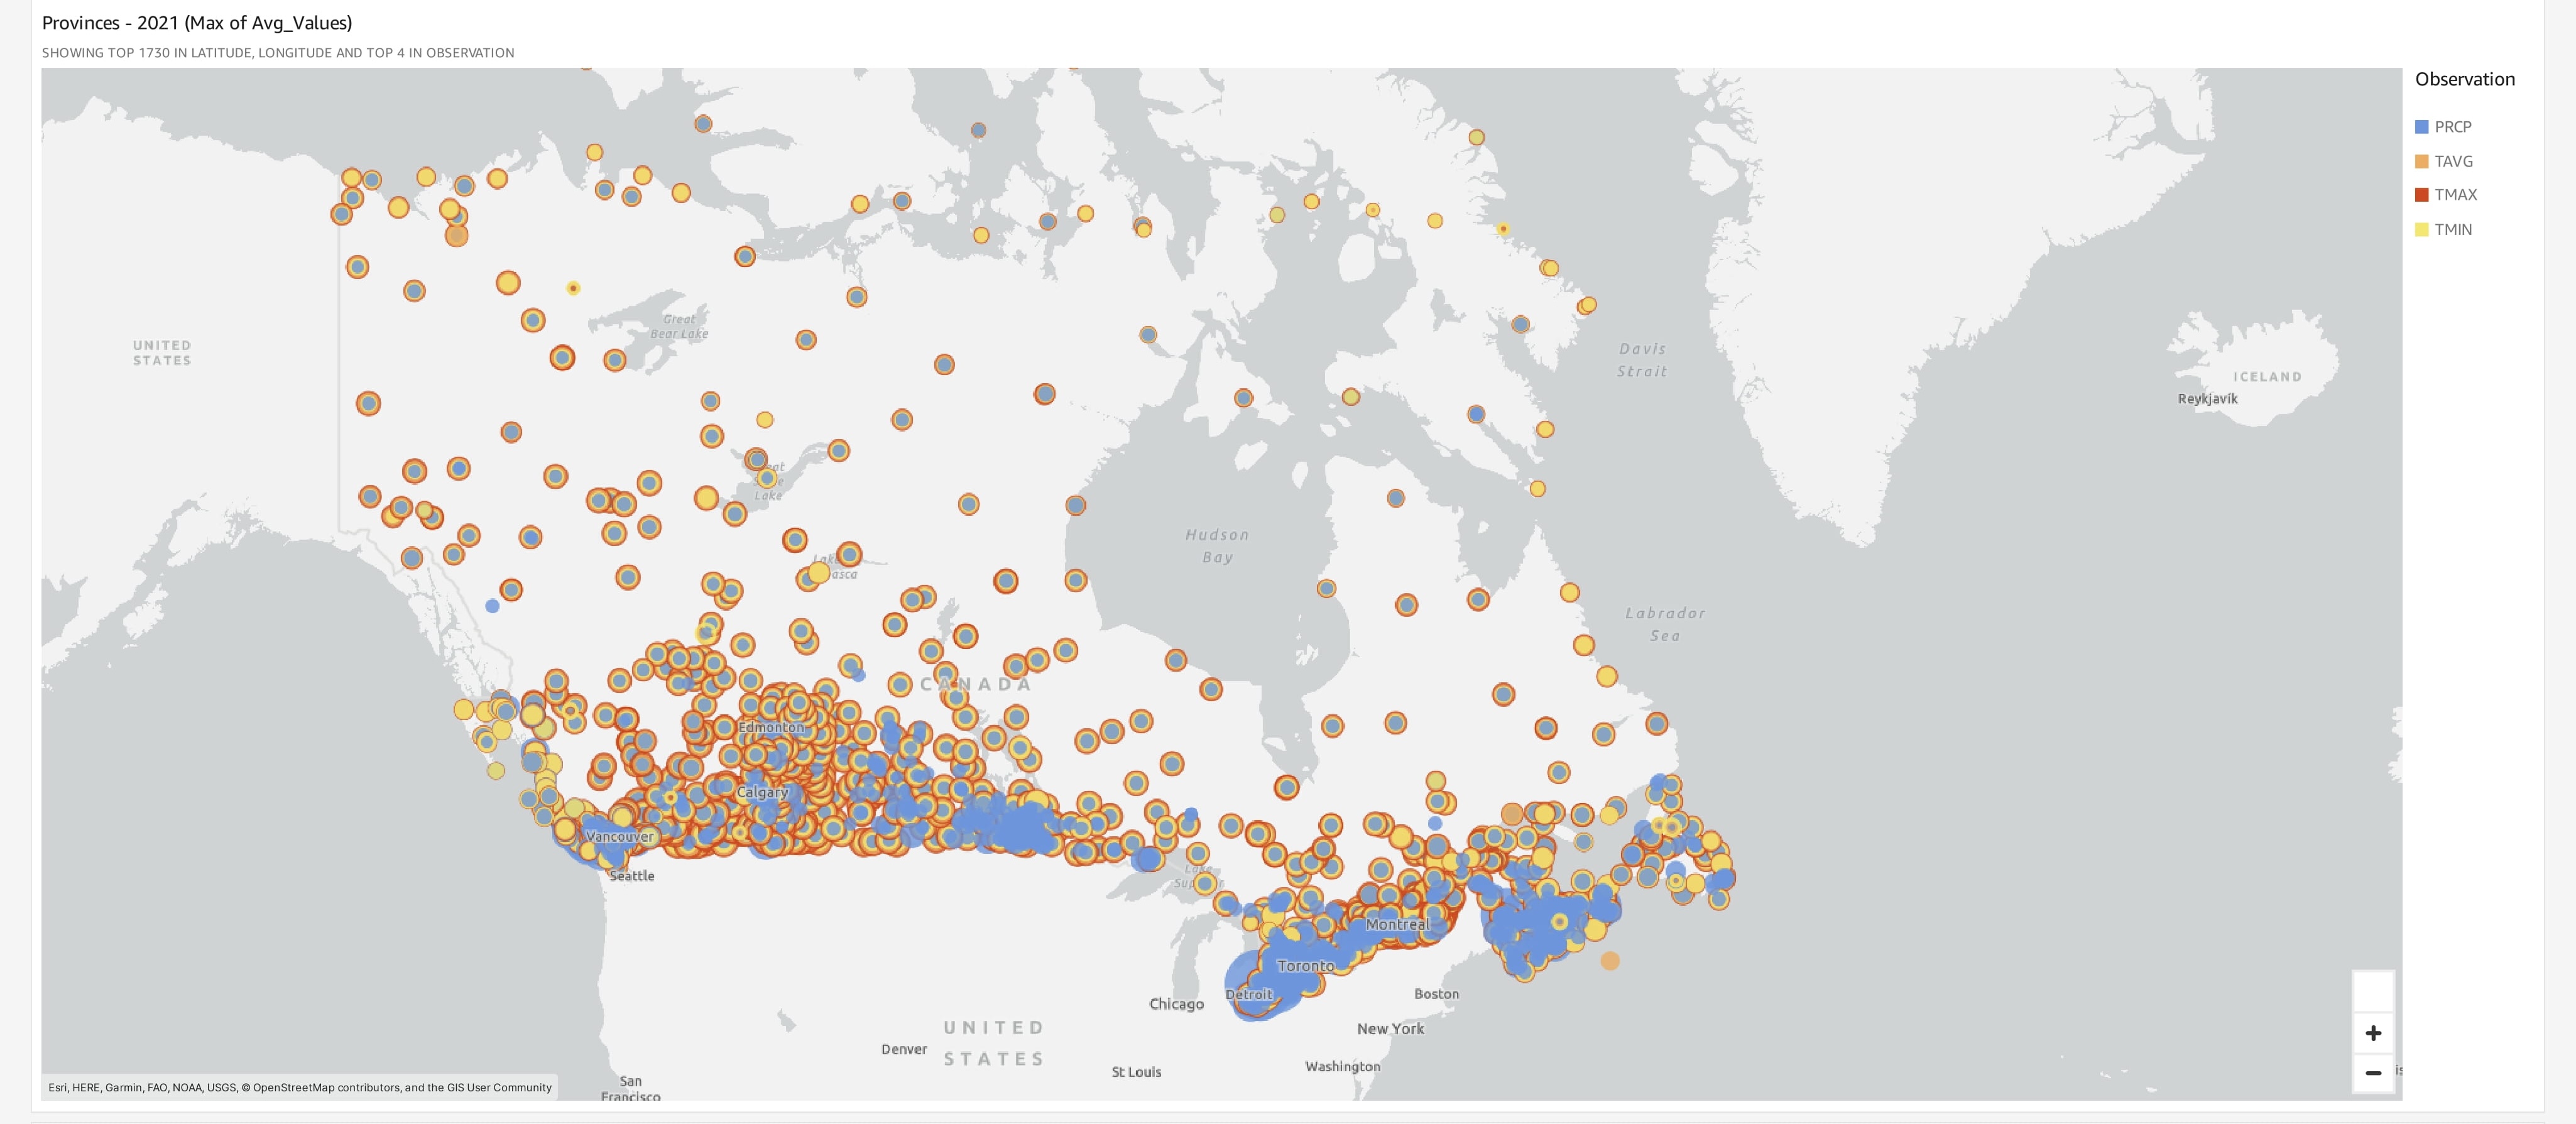 Provinces - 2021 (Max of Avg_Values)
SHOWING TOP 1730 IN LATITUDE, LONGITUDE AND TOP 4 IN OBSERVATION
Observation
PRCP
TAVG
TMAX
TMIN
Great
Bear Lake
UNITED
STATES
Davis
Strait
ICELAND
Reykjavík
Lake
Hudson
Bay
Labrador
Sea
CANADA
Edmonton
Calgary
Vancouver
Seattle
Lake
Montreal
Toronto
Detroit
Chicago
Boston
New York
UNITED
STATES
Denver
St Louis
Washington
San
Francisco
+
−
Esri, HERE, Garmin, FAO, NOAA, USGS, © OpenStreetMap contributors, and the GIS User Community